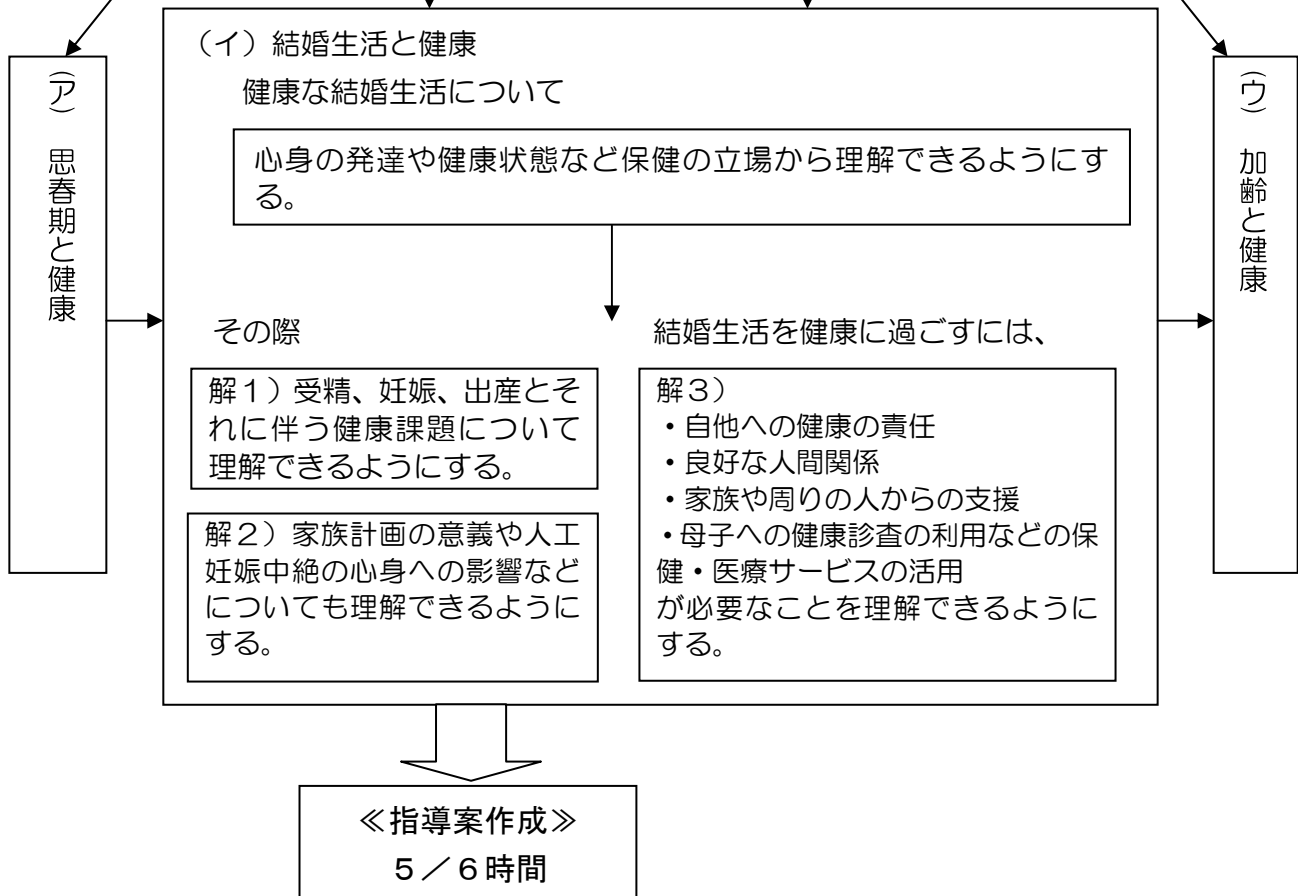 (ア) 思春期と健康
（イ）結婚生活と健康
健康な結婚生活について
心身の発達や健康状態など保健の立場から理解できるようにす
る。
その際
解１）受精、妊娠、出産とそ
れに伴う健康課題について
理解できるようにする。
解２）家族計画の意義や人工
妊娠中絶の心身への影響など
についても理解できるように
する。
結婚生活を健康に過ごすには、
解３）
・自他への健康の責任
・良好な人間関係
・家族や周りの人からの支援
・母子への健康診査の利用などの保
健・医療サービスの活用
が必要なことを理解できるように
する。
(ウ) 加齢と健康
≪指導案作成≫
５／６時間